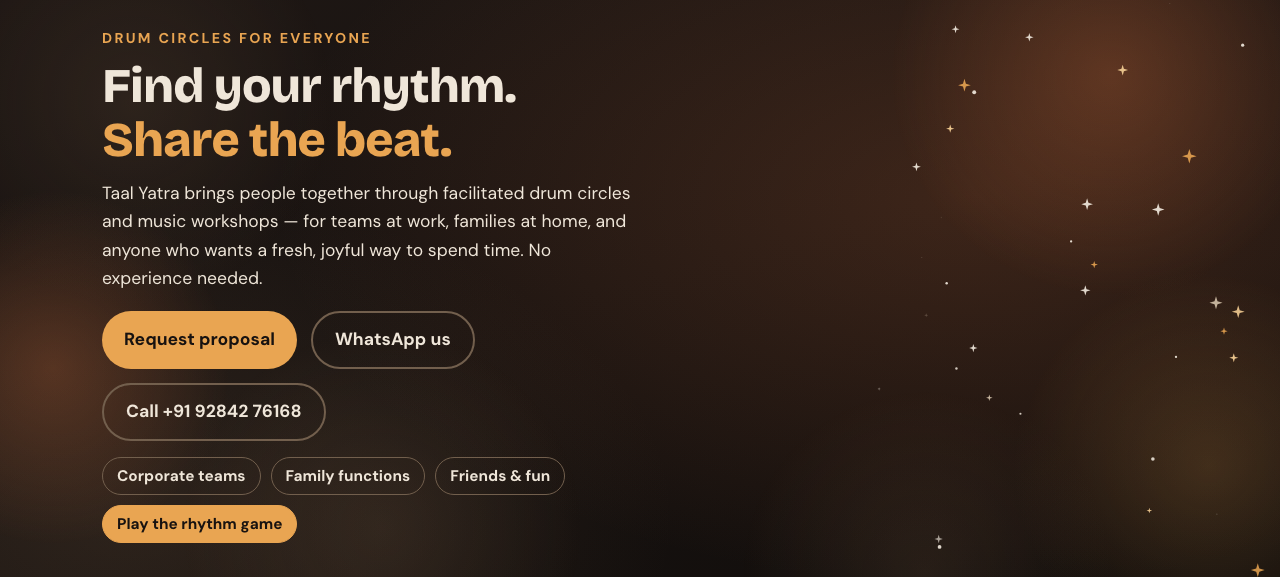 DRUM CIRCLES FOR EVERYONE
Find your rhythm.
Share the beat.
Taal Yatra brings people together through facilitated drum circles
and music workshops — for teams at work, families at home, and
anyone who wants a fresh, joyful way to spend time. No
experience needed.
Request proposal
WhatsApp us
Call +91 92842 76168
Corporate teams
Family functions
Friends & fun
Play the rhythm game